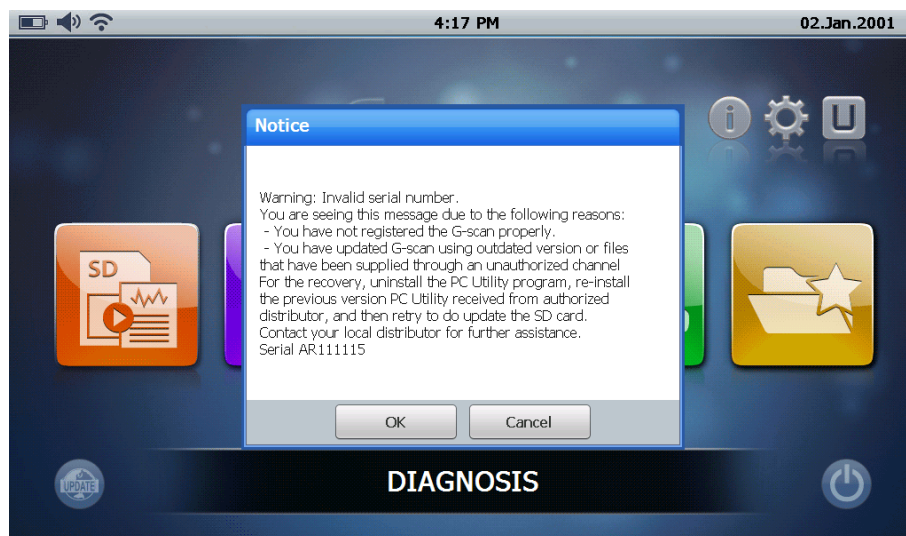 4:17 PM
02.Jan.2001
Notice
U
Warning: Invalid serial number.
You are seeing this message due to the following reasons:
- You have not registered the G-scan properly.
- You have updated G-scan using outdated version or files
that have been supplied through an unauthorized channel
For the recovery, uninstall the PC Utility program, re-install
the previous version PC Utility received from authorized
distributor, and then retry to do update the SD card.
Contact your local distributor for further assistance.
Serial AR111115
SD
OK
Cancel
UPDATE
DIAGNOSIS